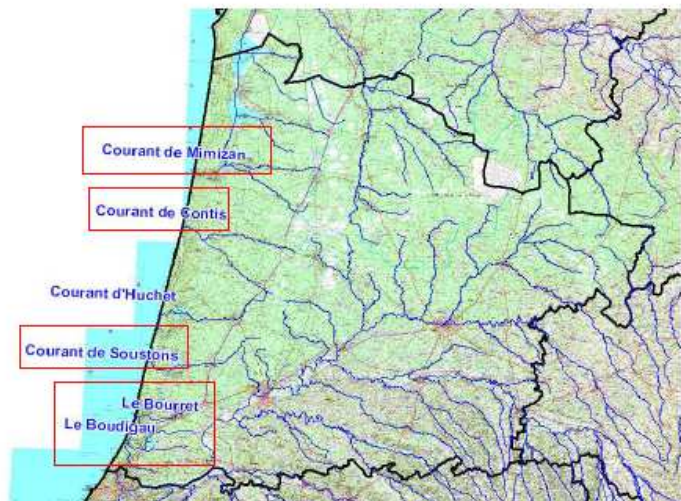 Courant de Mimizan
Courant de Contis
Courant d'Huchet
Courant de Soustons
Le Bourret
Le Boudigau